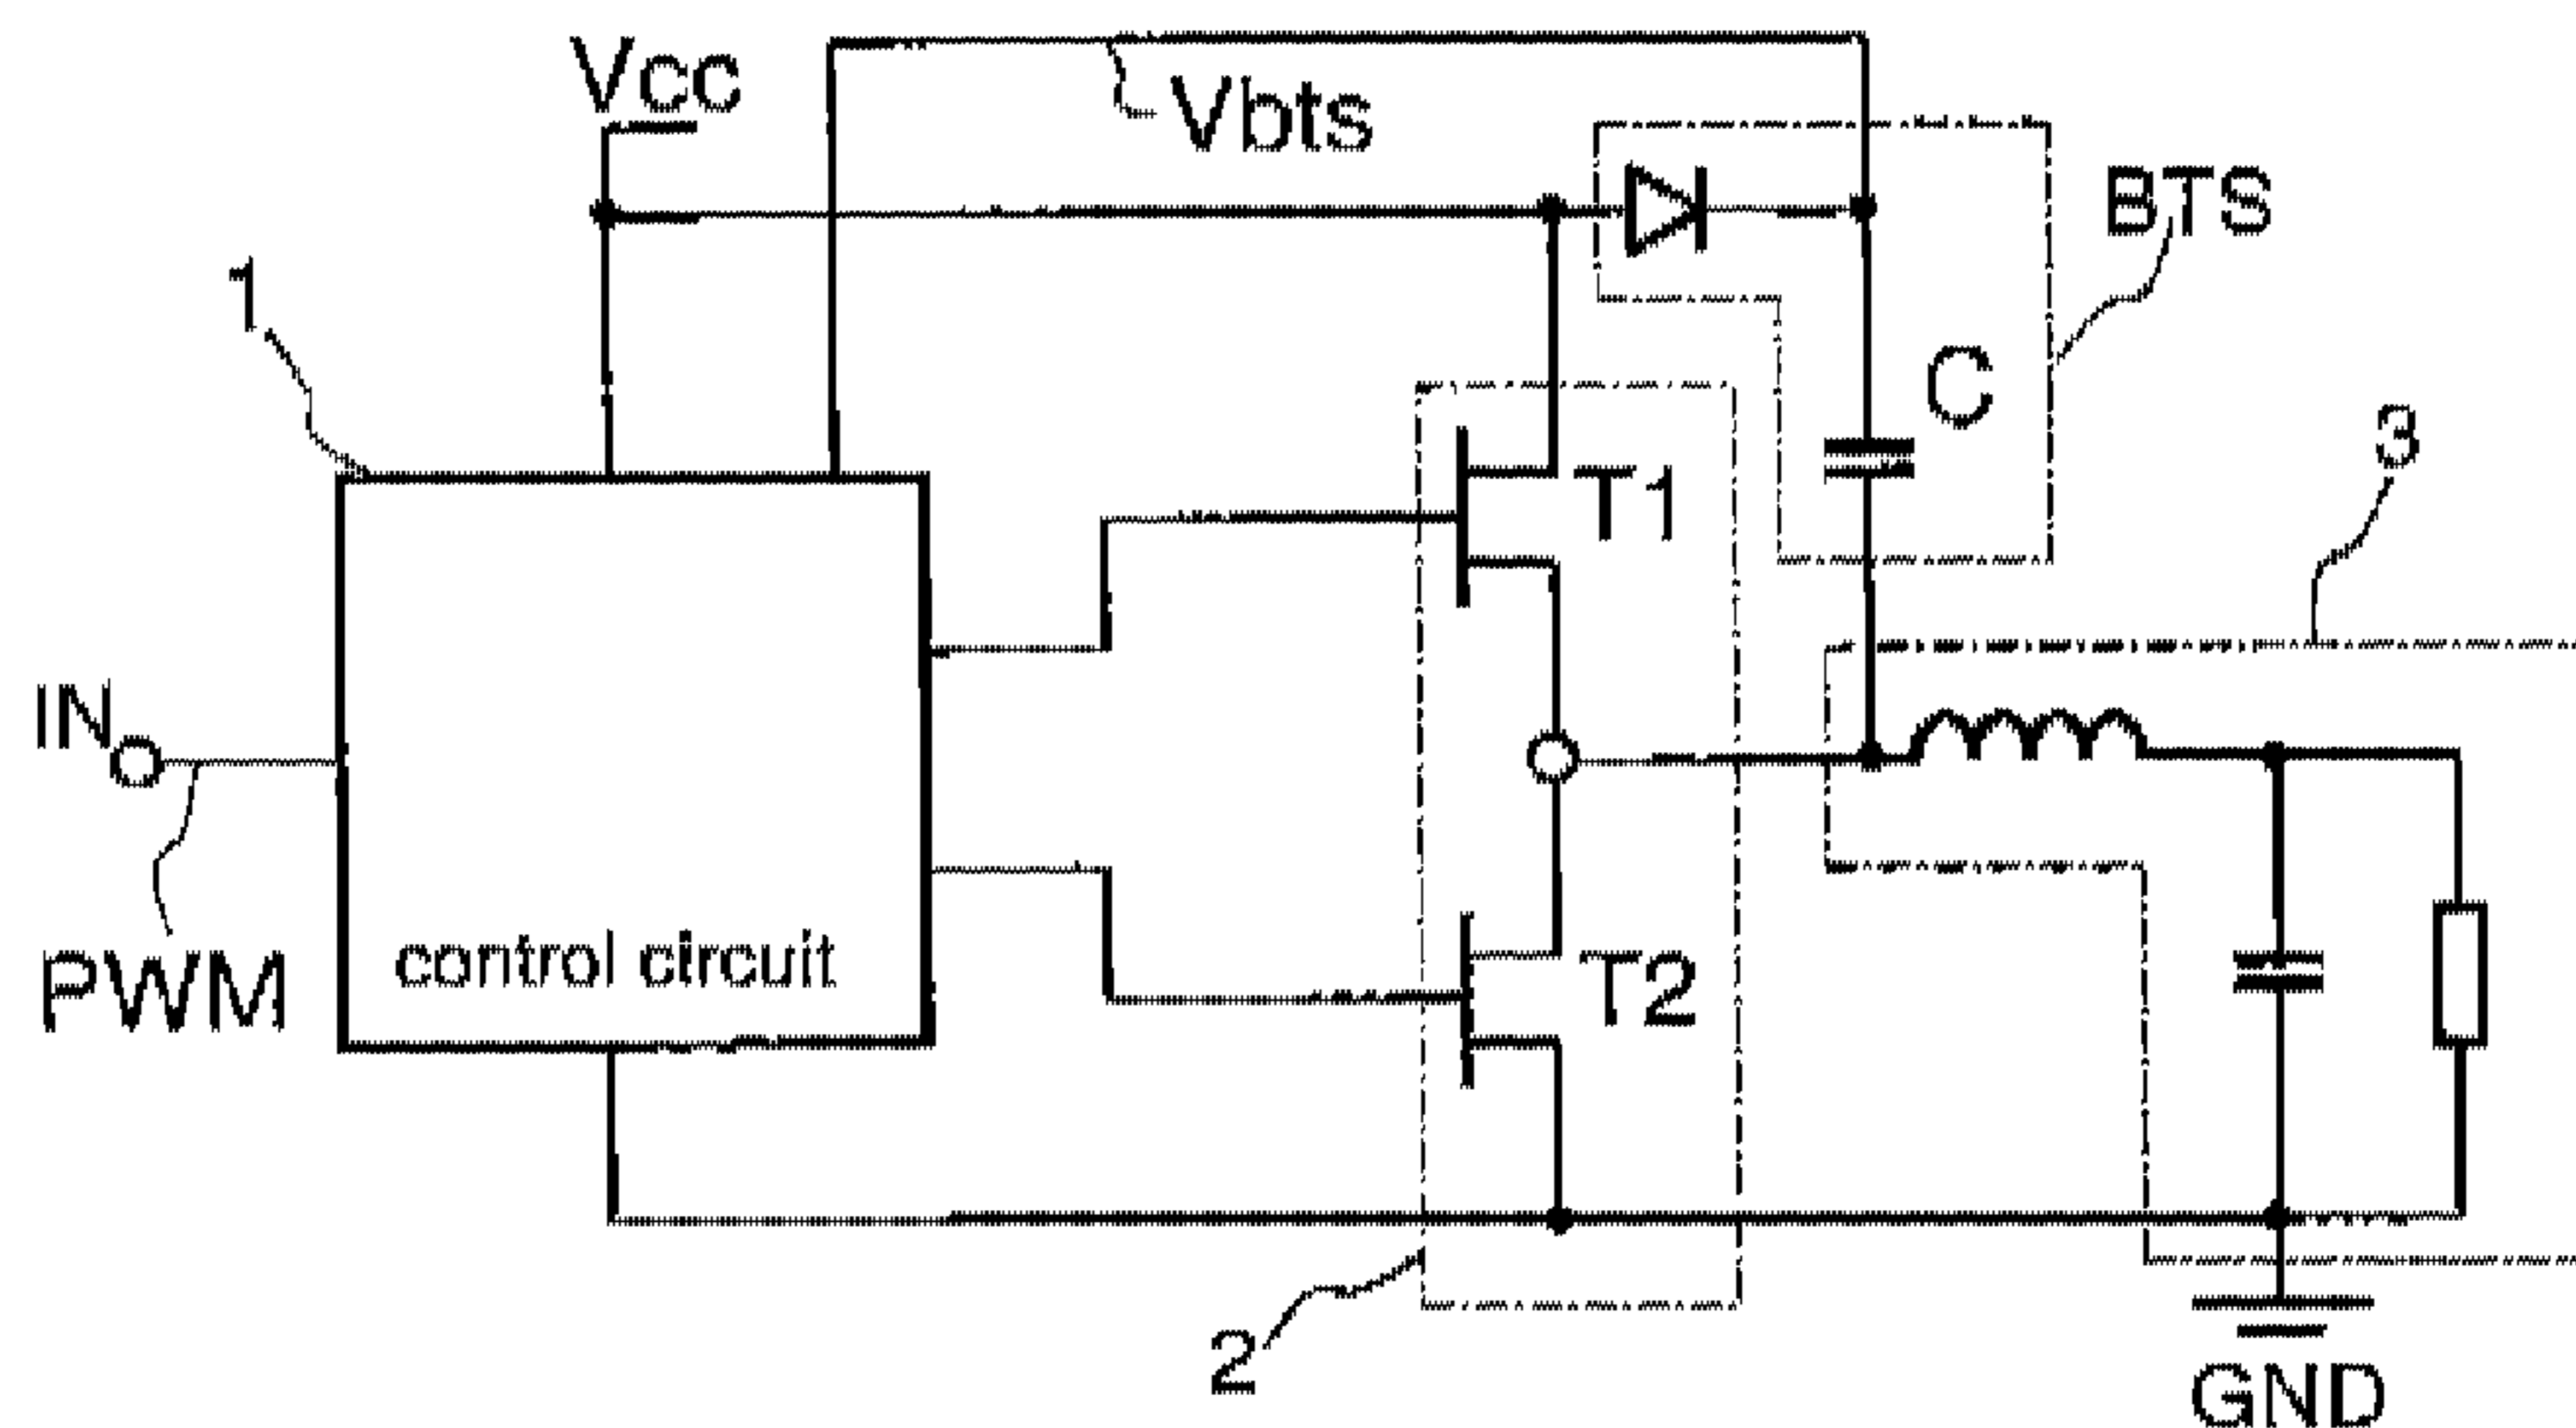 Vcc
Vbts
BTS
1
C
3
T1
IN
PWM
control circuit
T2
2
GND